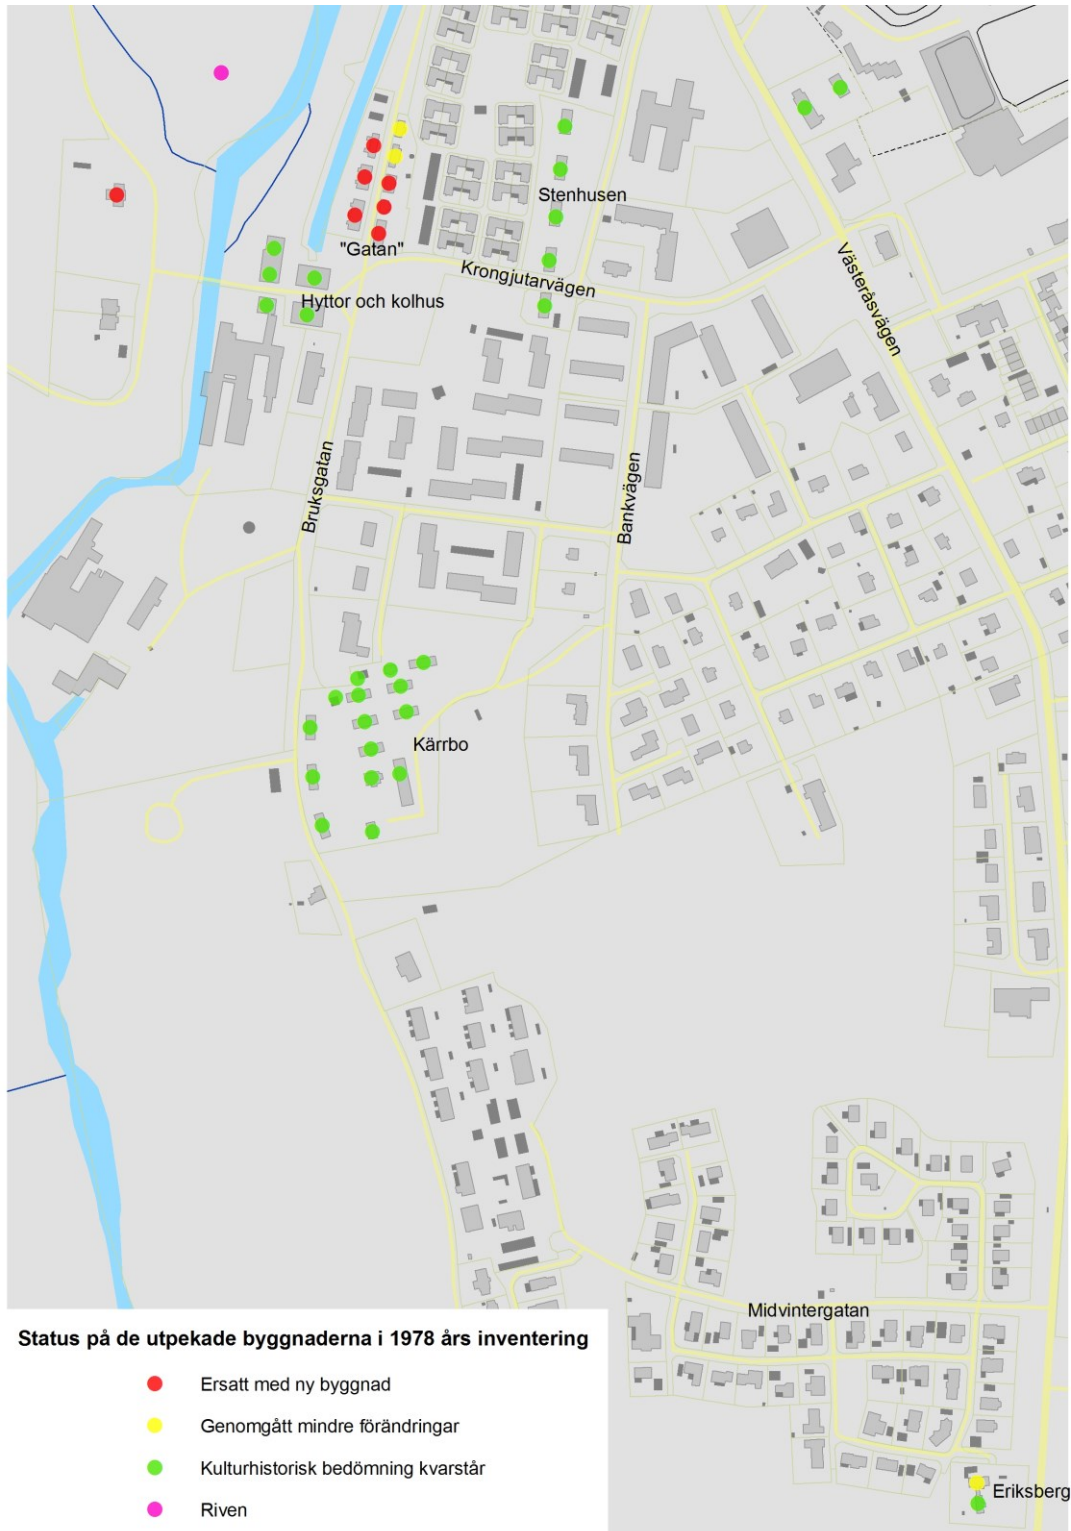 Stenhusen
"Gatan"
Krongjutarvägen
Västeråsvägen
Hyttor och kolhus
Bruksgatan
Bankvägen
Kärrbo
Midvintergatan
Status på de utpekade byggnaderna i 1978 års inventering
Ersatt med ny byggnad
Genomgått mindre förändringar
Kulturhistorisk bedömning kvarstår
Riven
Eriksberg